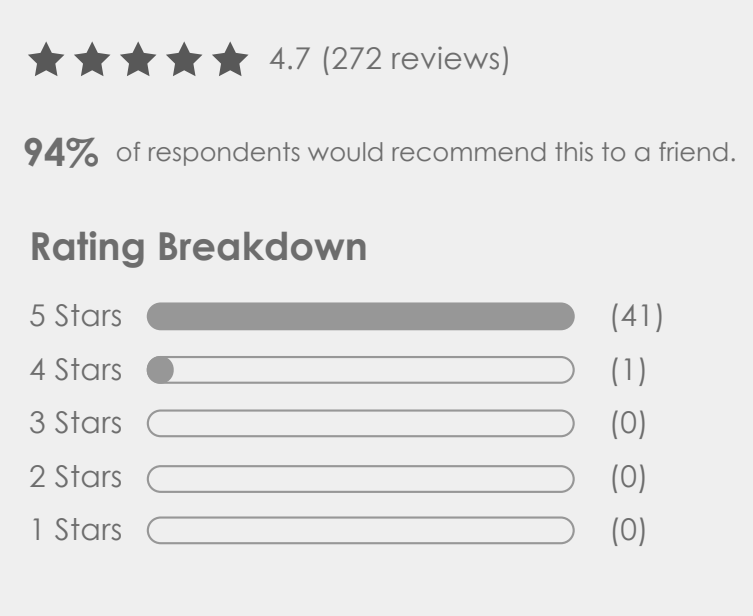 4.7 (272 reviews)
94% of respondents would recommend this to a friend.
Rating Breakdown
5 Stars (41)
4 Stars (1)
3 Stars (0)
2 Stars (0)
1 Stars (0)